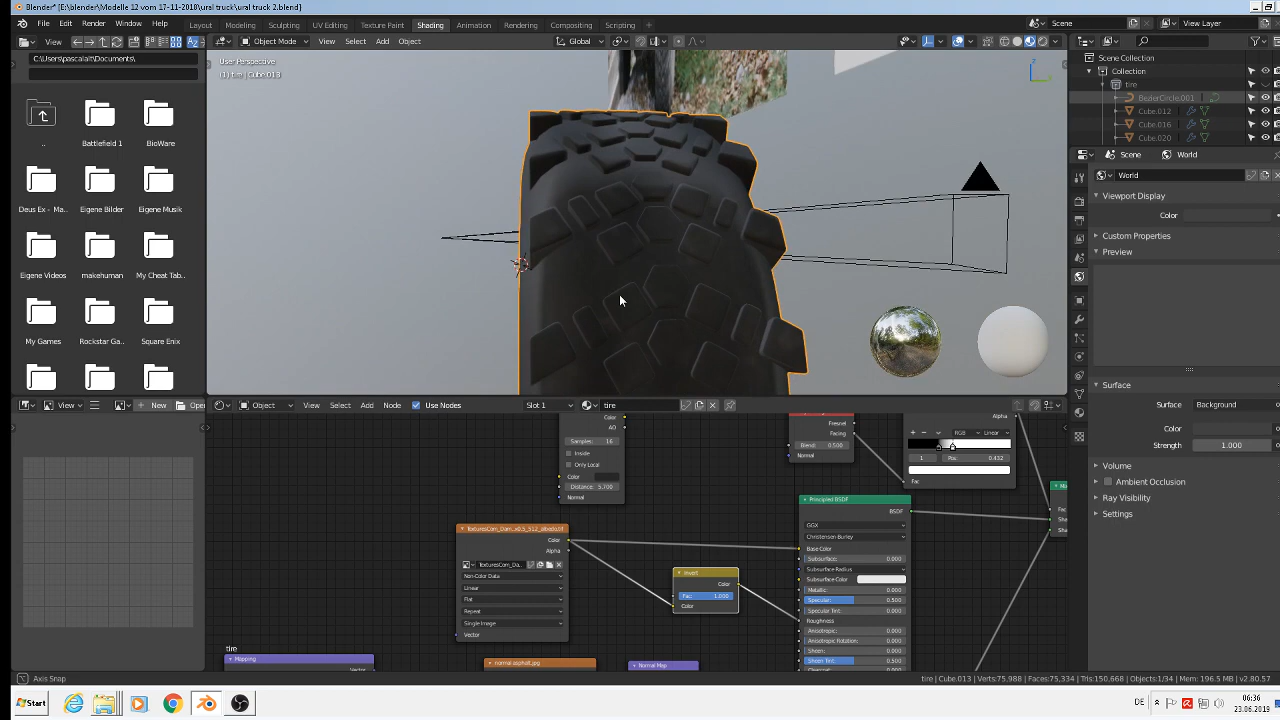 Blender* [E:\blender\Modelle 12 vom 17-11-2018\ural truck\ural truck 2.blend]
File Edit Render Window Help Layout Modeling Sculpting UV Editing Texture Paint Shading Animation Rendering Compositing Scripting Scene View Layer
View Object Mode View Select Add Object Global
C:\Users\pascalalt\Documents\
User Perspective
(1) tire | Cube.013
Scene Collection
Collection
tire
BezierCircle.001
Cube.012
Cube.016
Cube.020
.. Battlefield 1 BioWare
Deus Ex - Ma... Eigene Bilder Eigene Musik
Eigene Videos makehuman My Cheat Tab...
My Games Rockstar Ga... Square Enix
Scene World
World
Viewport Display
Color
Custom Properties
Preview
Surface
Surface Background
Color
Strength 1.000
Volume
Ambient Occlusion
Ray Visibility
Settings
View New Open
Object View Select Add Node Use Nodes Slot 1 tire
Color
AO
Samples: 16
Inside
Only Local
Color
Distance: 5.700
Normal
Fresnel
Facing
Blend: 0.500
Normal
Alpha
RGB Linear
1 Pos: 0.432
Fac
TexturesCom_Dam...x0.5_512_albedo.tif
Color
Alpha
TexturesCom_Da...
Non-Color Data
Linear
Flat
Repeat
Single Image
Vector
Invert
Color
Fac: 1.000
Color
Principled BSDF
BSDF
GGX
Christensen-Burley
Base Color
Subsurface: 0.000
Subsurface Radius
Subsurface Color
Metallic: 0.000
Specular: 0.500
Specular Tint: 0.000
Roughness
Anisotropic: 0.000
Anisotropic Rotation: 0.000
Sheen: 0.000
Sheen Tint: 0.500
Fac
tire
Mapping
Vector
normal asphalt.jpg
Normal Map
Axis Snap
tire | Cube.013 | Verts:75,988 | Faces:75,334 | Tris:150,668 | Objects:1/34 | Mem: 196.5 MB | v2.80.57
Start
DE
06:36
23.06.2019